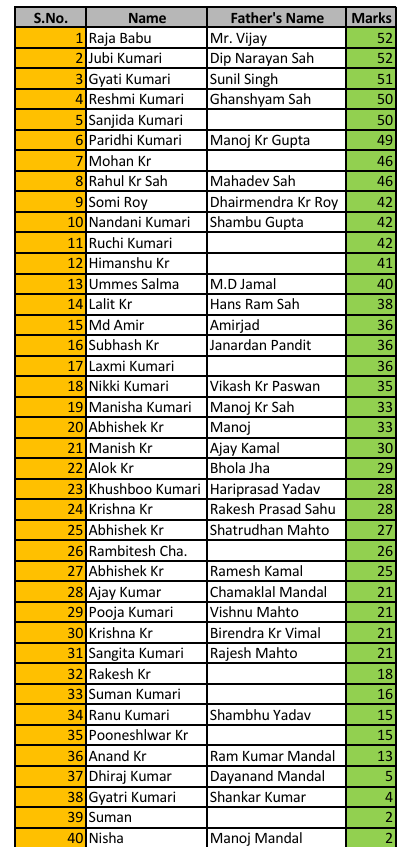 S.No. Name Father's Name Marks
1 Raja Babu Mr. Vijay 52
2 Jubi Kumari Dip Narayan Sah 52
3 Gyati Kumari Sunil Singh 51
4 Reshmi Kumari Ghanshyam Sah 50
5 Sanjida Kumari 50
6 Paridhi Kumari Manoj Kr Gupta 49
7 Mohan Kr 46
8 Rahul Kr Sah Mahadev Sah 46
9 Somi Roy Dhairmendra Kr Roy 42
10 Nandani Kumari Shambu Gupta 42
11 Ruchi Kumari 42
12 Himanshu Kr 41
13 Ummes Salma M.D Jamal 40
14 Lalit Kr Hans Ram Sah 38
15 Md Amir Amirjad 36
16 Subhash Kr Janardan Pandit 36
17 Laxmi Kumari 36
18 Nikki Kumari Vikash Kr Paswan 35
19 Manisha Kumari Manoj Kr Sah 33
20 Abhishek Kr Manoj 33
21 Manish Kr Ajay Kamal 30
22 Alok Kr Bhola Jha 29
23 Khushboo Kumari Hariprasad Yadav 28
24 Krishna Kr Rakesh Prasad Sahu 28
25 Abhishek Kr Shatrudhan Mahto 27
26 Rambitesh Cha. 26
27 Abhishek Kr Ramesh Kamal 25
28 Ajay Kumar Chamaklal Mandal 21
29 Pooja Kumari Vishnu Mahto 21
30 Krishna Kr Birendra Kr Vimal 21
31 Sangita Kumari Rajesh Mahto 21
32 Rakesh Kr 18
33 Suman Kumari 16
34 Ranu Kumari Shambhu Yadav 15
35 Pooneshlwar Kr 15
36 Anand Kr Ram Kumar Mandal 13
37 Dhiraj Kumar Dayanand Mandal 5
38 Gyatri Kumari Shankar Kumar 4
39 Suman 2
40 Nisha Manoj Mandal 2